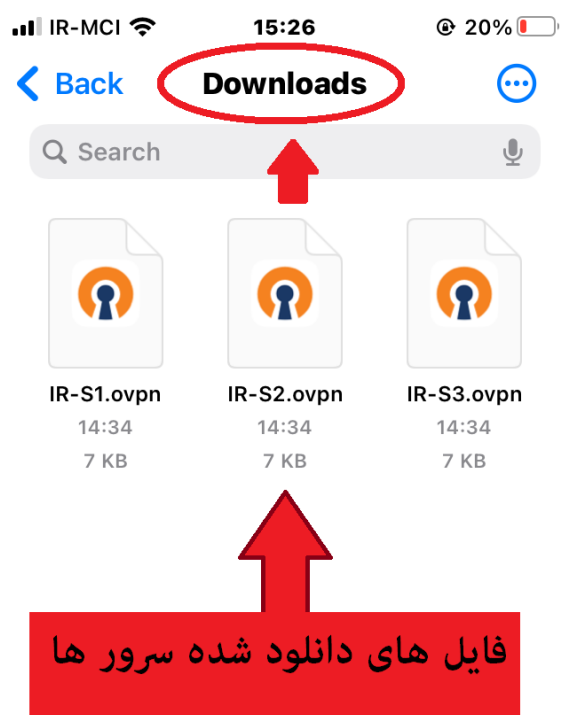 IR-MCI 15:26 20%
Back Downloads
Search
IR-S1.ovpn IR-S2.ovpn IR-S3.ovpn
14:34 14:34 14:34
7 KB 7 KB 7 KB
فایل های دانلود شده سرور ها